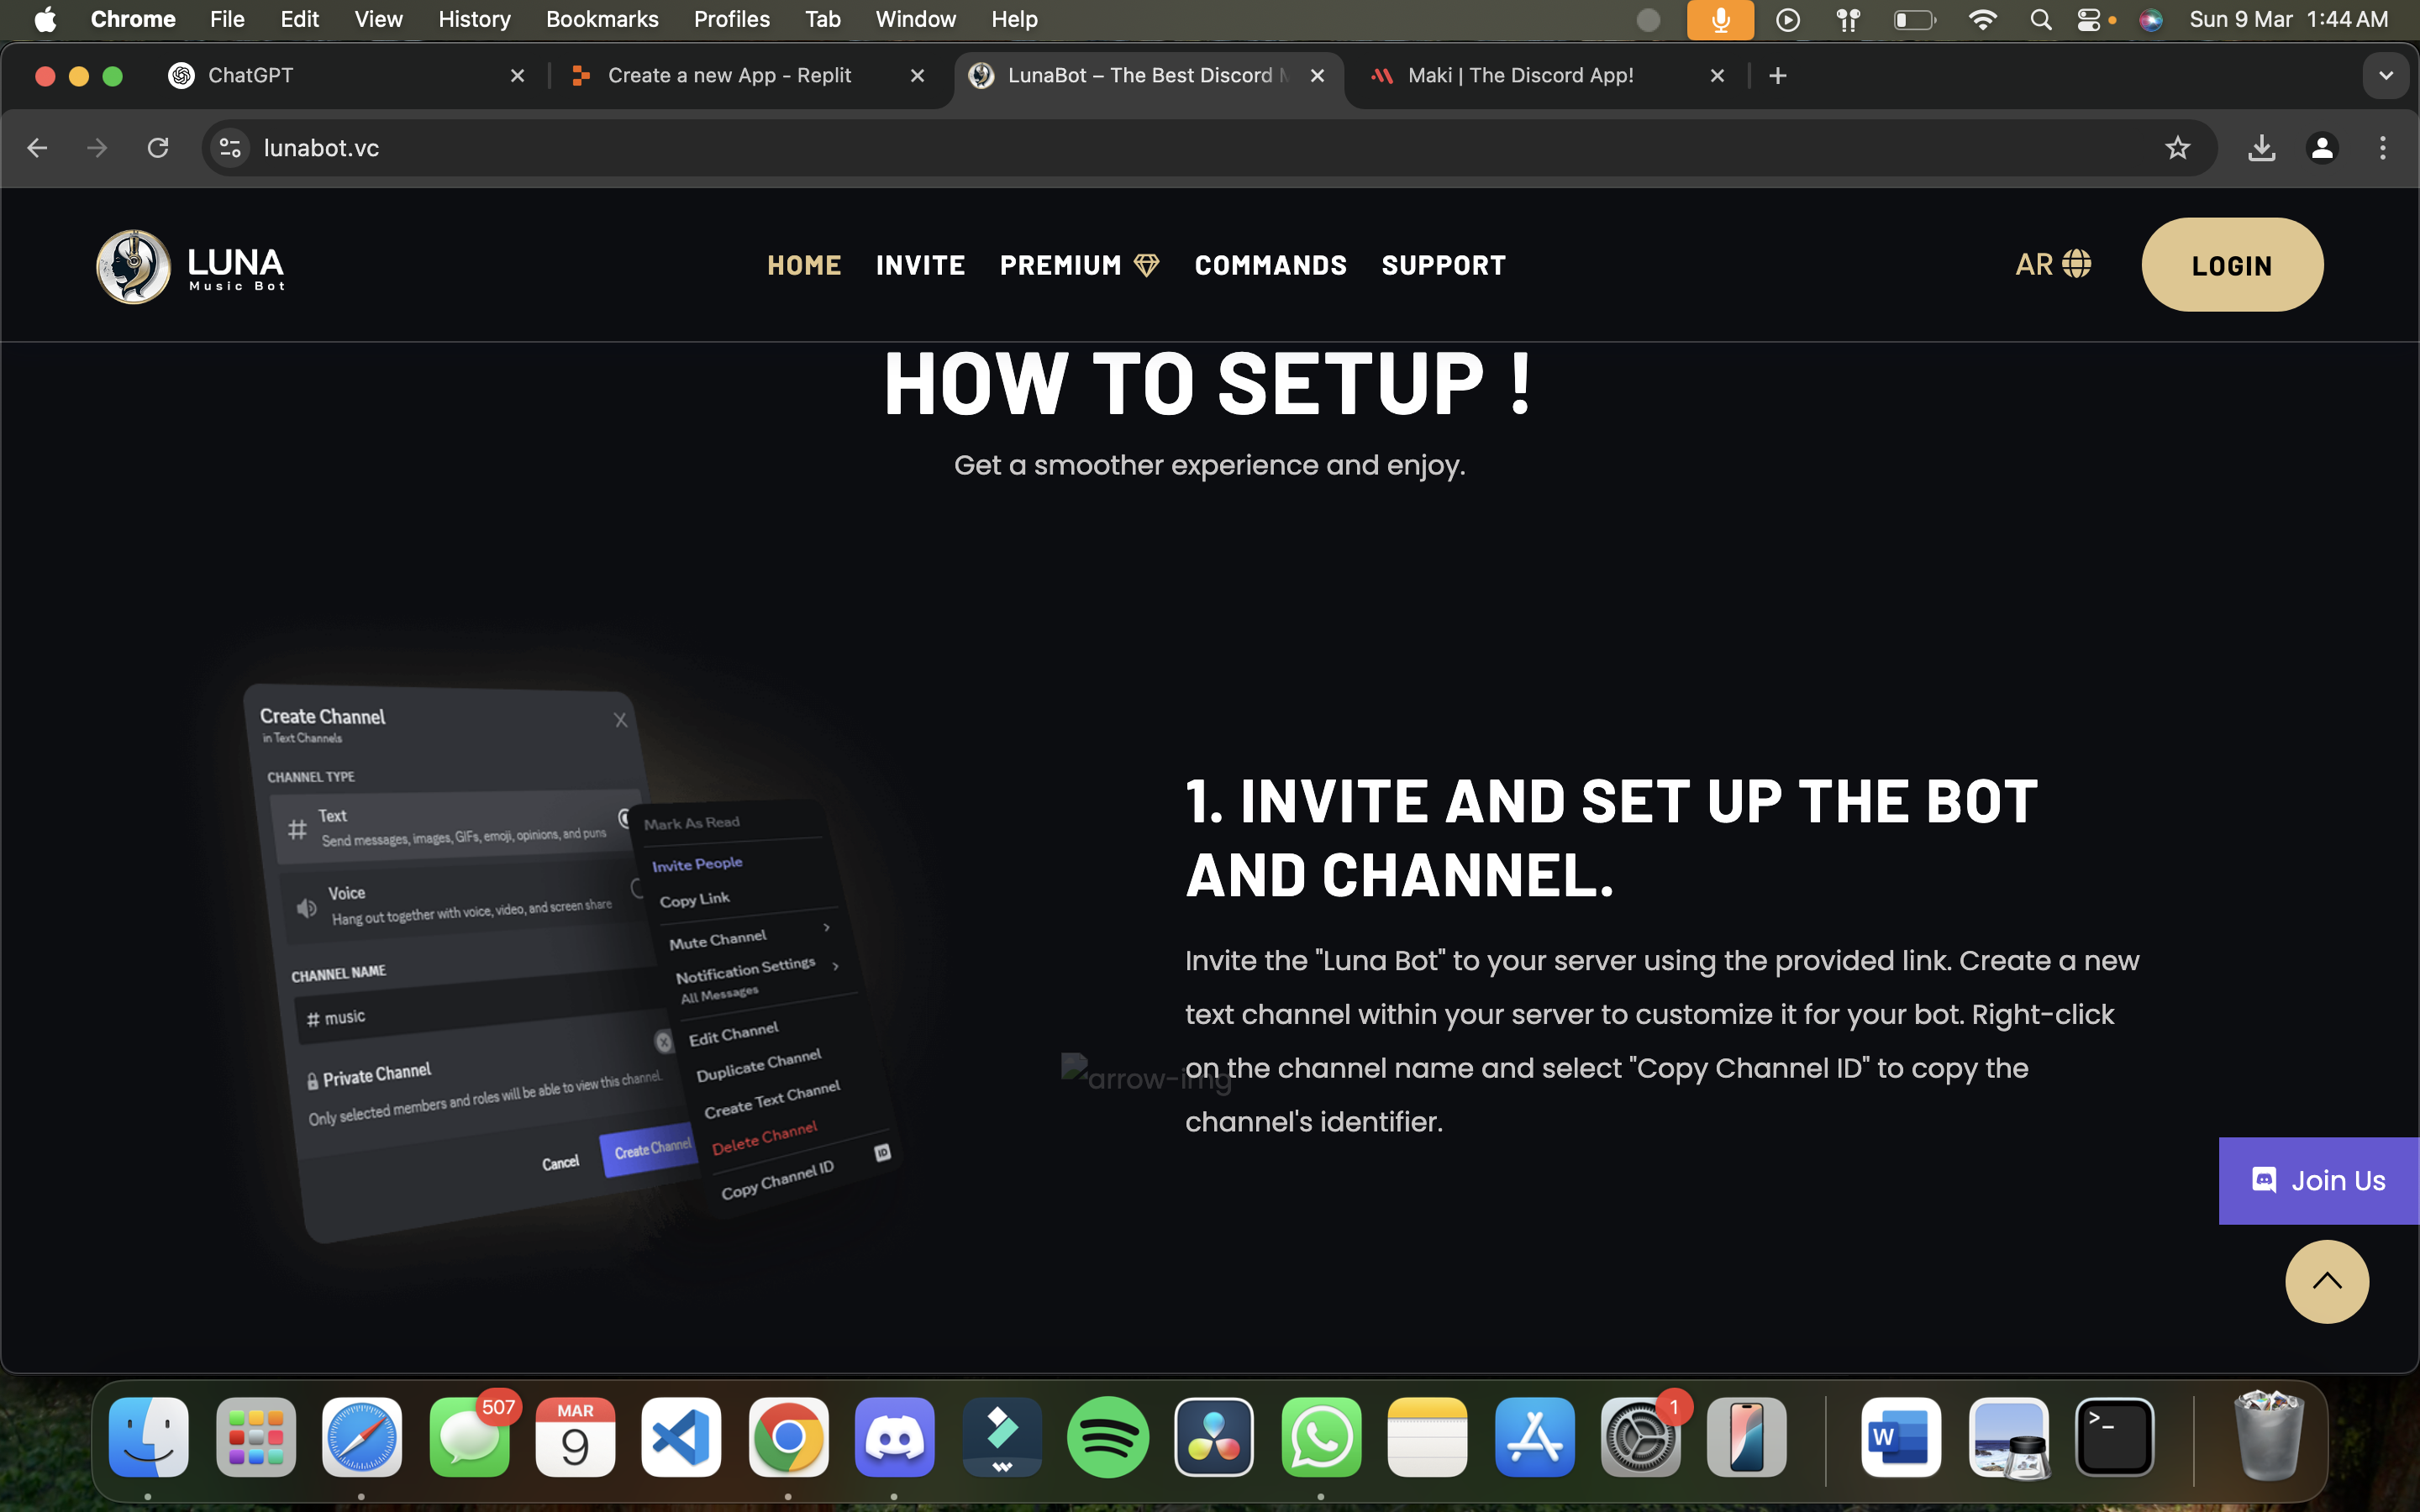 Chrome File Edit View History Bookmarks Profiles Tab Window Help Sun 9 Mar 1:44 AM
ChatGPT Create a new App - Replit LunaBot – The Best Discord Maki | The Discord App!
lunabot.vc
LUNA
Music Bot
HOME INVITE PREMIUM COMMANDS SUPPORT AR LOGIN
HOW TO SETUP !
Get a smoother experience and enjoy.
Create Channel
in Text Channels
CHANNEL TYPE
Text
Send messages, images, GIFs, emoji, opinions, and puns
Voice
Hang out together with voice, video, and screen share
CHANNEL NAME
# music
Private Channel
Only selected members and roles will be able to view this channel.
Cancel Create Channel
Mark As Read
Invite People
Copy Link
Mute Channel
Notification Settings
All Messages
Edit Channel
Duplicate Channel
Create Text Channel
Delete Channel
Copy Channel ID ID
1. INVITE AND SET UP THE BOT
AND CHANNEL.
Invite the "Luna Bot" to your server using the provided link. Create a new
text channel within your server to customize it for your bot. Right-click
on the channel name and select "Copy Channel ID" to copy the
channel's identifier.
arrow-img
Join Us
507
MAR
9
1
W
>_